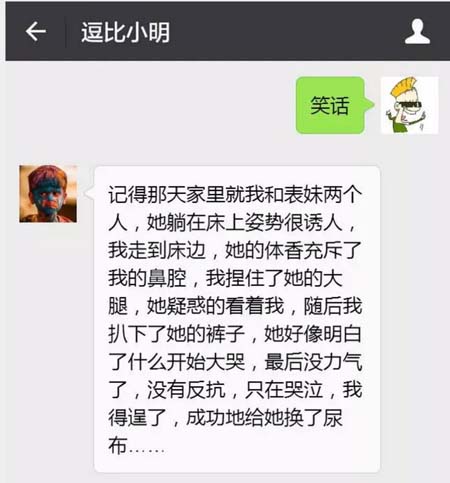 逗比小明
笑话
记得那天家里就我和表妹两个
人，她躺在床上姿势很诱人，
我走到床边，她的体香充斥了
我的鼻腔，我捏住了她的大
腿，她疑惑的看着我，随后我
扒下了她的裤子，她好像明白
了什么开始大哭，最后没力气
了，没有反抗，只在哭泣，我
得逞了，成功地给她换了尿
布……